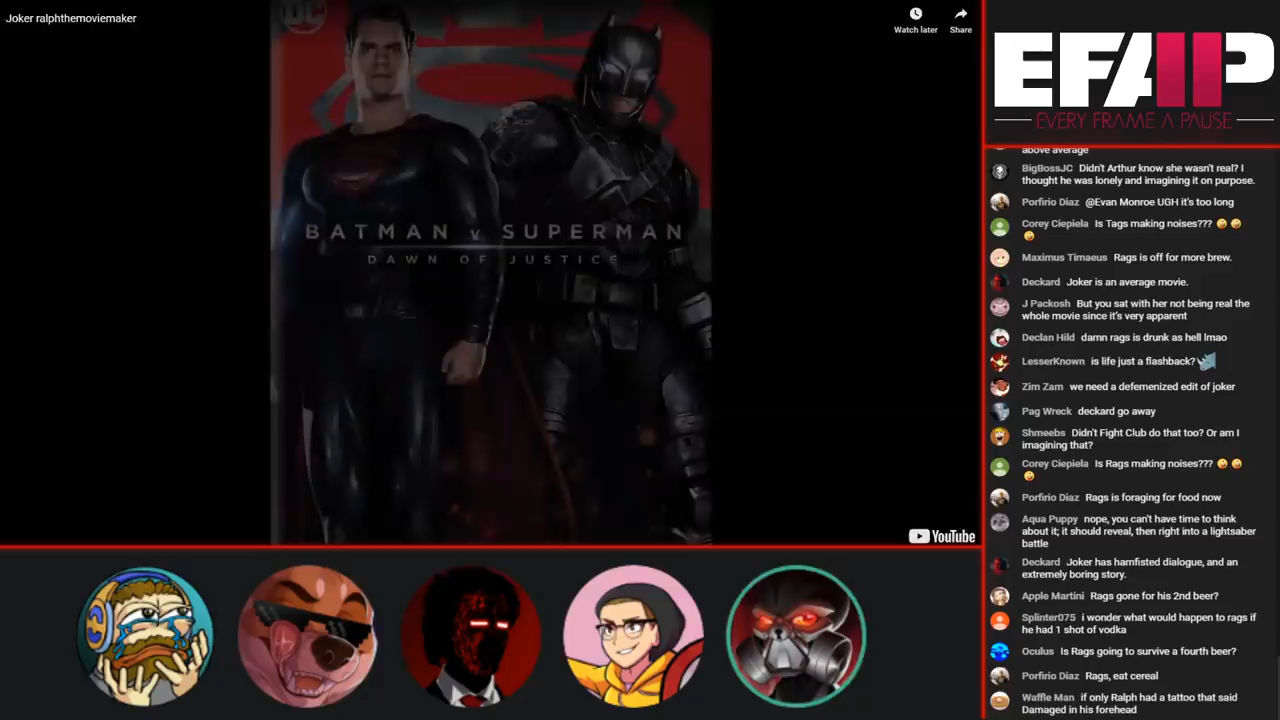 Joker ralphthemoviemaker
Watch later
Share
DC
BATMAN v SUPERMAN
DAWN OF JUSTICE
YouTube
EFAP
EVERY FRAME A PAUSE
above average
BigBossJC Didn't Arthur know she wasn't real? I
thought he was lonely and imagining it on purpose.
Porfirio Diaz @Evan Monroe UGH it's too long
Corey Ciepiela Is Tags making noises???
Maximus Timaeus Rags is off for more brew.
Deckard Joker is an average movie.
J Packosh But you sat with her not being real the
whole movie since it's very apparent
Declan Hild damn rags is drunk as hell lmao
LesserKnown is life just a flashback?
Zim Zam we need a defemenized edit of joker
Pag Wreck deckard go away
Shmeebs Didn't Fight Club do that too? Or am I
imagining that?
Corey Ciepiela Is Rags making noises???
Porfirio Diaz Rags is foraging for food now
Aqua Puppy nope, you can't have time to think
about it; it should reveal, then right into a lightsaber
battle
Deckard Joker has hamfisted dialogue, and an
extremely boring story.
Apple Martini Rags gone for his 2nd beer?
Splinter075 i wonder what would happen to rags if
he had 1 shot of vodka
Oculus Is Rags going to survive a fourth beer?
Porfirio Diaz Rags, eat cereal
Waffle Man if only Ralph had a tattoo that said
Damaged in his forehead